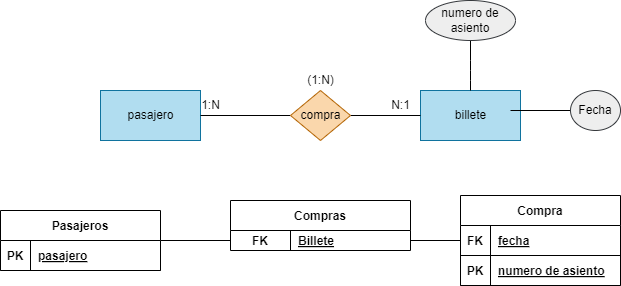 numero de
asiento
(1:N)
pasajero
1:N
compra
N:1
billete
Fecha
Pasajeros
PK pasajero
Compras
FK Billete
Compra
FK fecha
PK numero de asiento